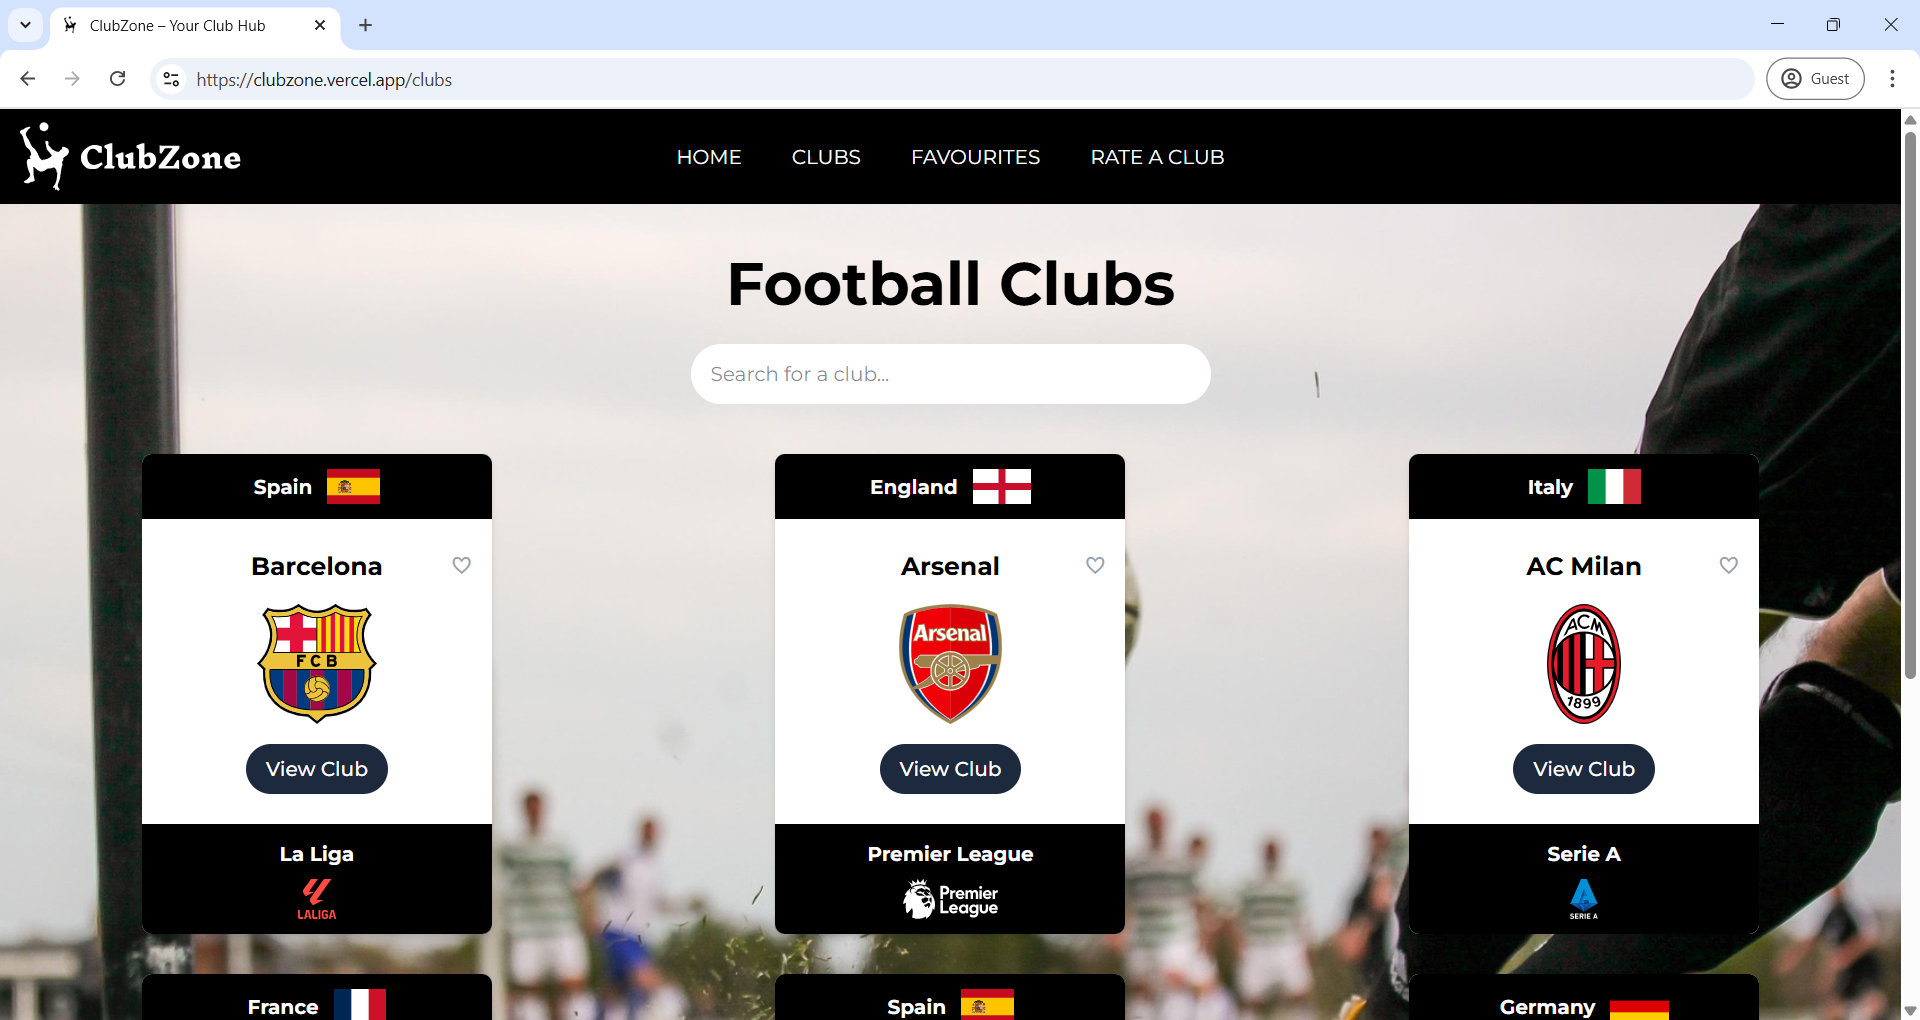 ClubZone – Your Club Hub
https://clubzone.vercel.app/clubs
Guest
ClubZone
HOME
CLUBS
FAVOURITES
RATE A CLUB
Football Clubs
Search for a club...
Spain
Barcelona
FCB
View Club
La Liga
LALIGA
England
Arsenal
Arsenal
View Club
Premier League
Premier
League
Italy
AC Milan
ACM
1899
View Club
Serie A
SERIE A
France
Spain
Germany